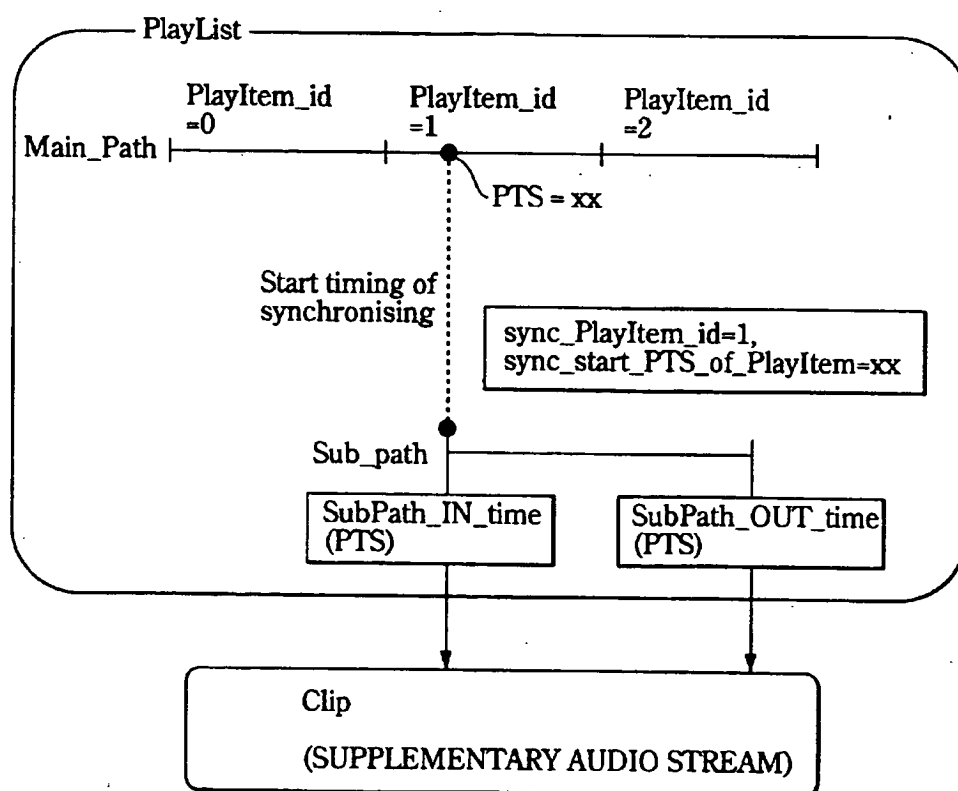 PlayList
PlayItem_id
=0
PlayItem_id
=1
PlayItem_id
=2
Main_Path
PTS = xx
Start timing of
synchronising
sync_PlayItem_id=1,
sync_start_PTS_of_PlayItem=xx
Sub_path
SubPath_IN_time
(PTS)
SubPath_OUT_time
(PTS)
Clip
(SUPPLEMENTARY AUDIO STREAM)